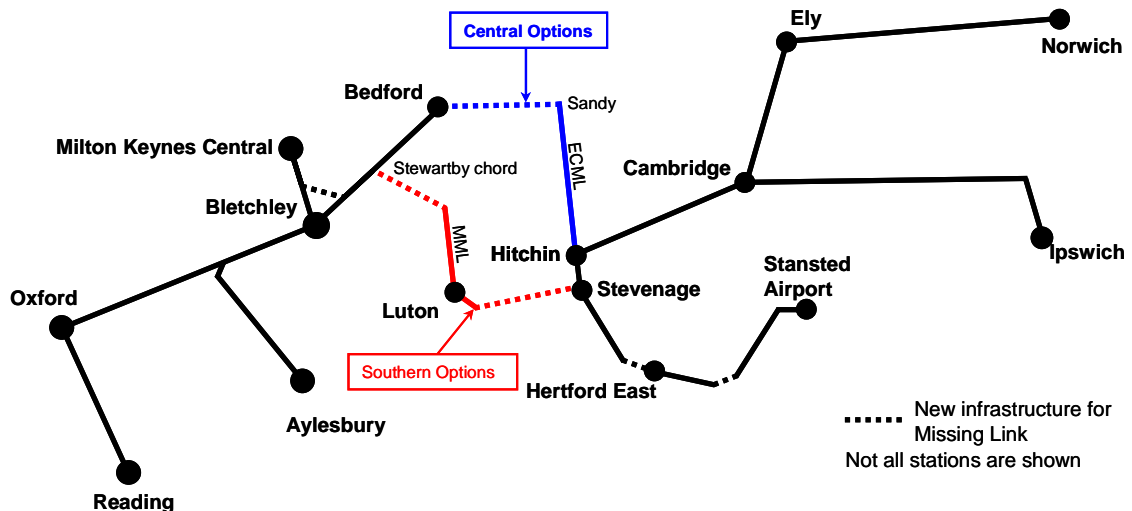 Ely
Norwich
Central Options
Bedford
Sandy
Milton Keynes Central
Stewartby chord
ECML
Cambridge
Bletchley
MML
Hitchin
Stansted
Airport
Ipswich
Oxford
Luton
Stevenage
Southern Options
Hertford East
Aylesbury
New infrastructure for
Missing Link
Not all stations are shown
Reading